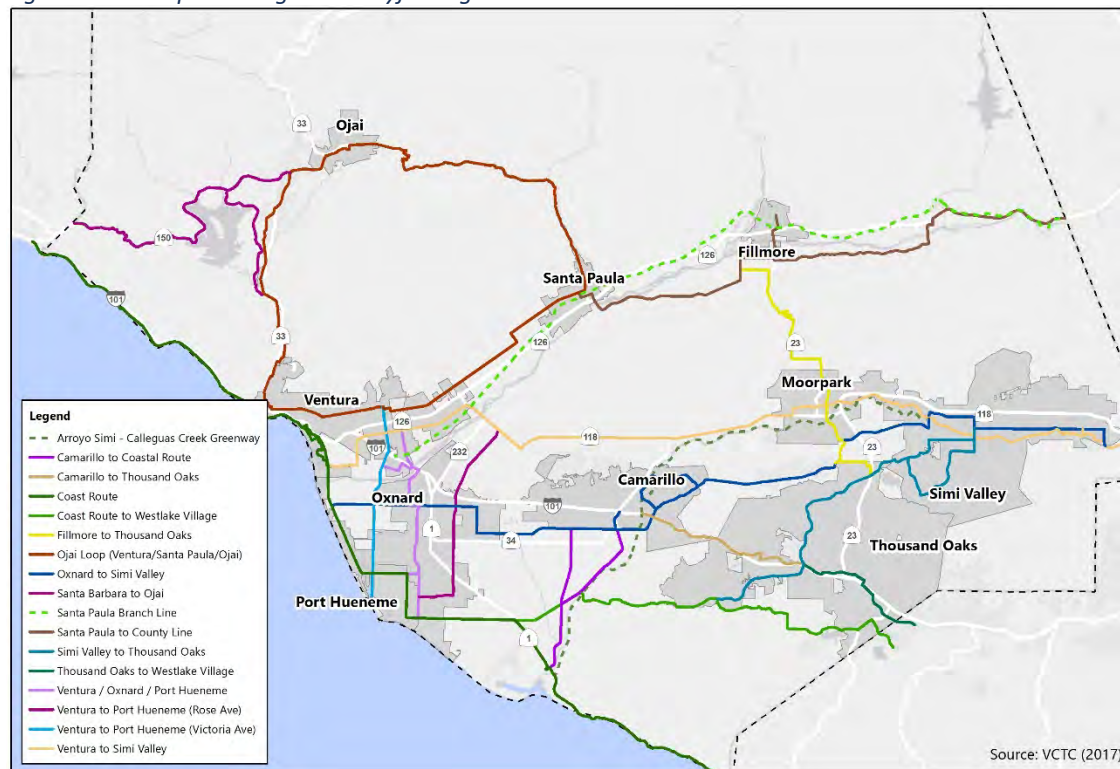 Ojai
33
150
101
33
Fillmore
126
Santa Paula
126
23
Moorpark
Ventura
126
118
118
101
232
23
Camarillo
Simi Valley
Oxnard
101
1
34
23
Thousand Oaks
Port Hueneme
1
Legend
Arroyo Simi - Calleguas Creek Greenway
Camarillo to Coastal Route
Camarillo to Thousand Oaks
Coast Route
Coast Route to Westlake Village
Fillmore to Thousand Oaks
Ojai Loop (Ventura/Santa Paula/Ojai)
Oxnard to Simi Valley
Santa Barbara to Ojai
Santa Paula Branch Line
Santa Paula to County Line
Simi Valley to Thousand Oaks
Thousand Oaks to Westlake Village
Ventura / Oxnard / Port Hueneme
Ventura to Port Hueneme (Rose Ave)
Ventura to Port Hueneme (Victoria Ave)
Ventura to Simi Valley
Source: VCTC (2017)